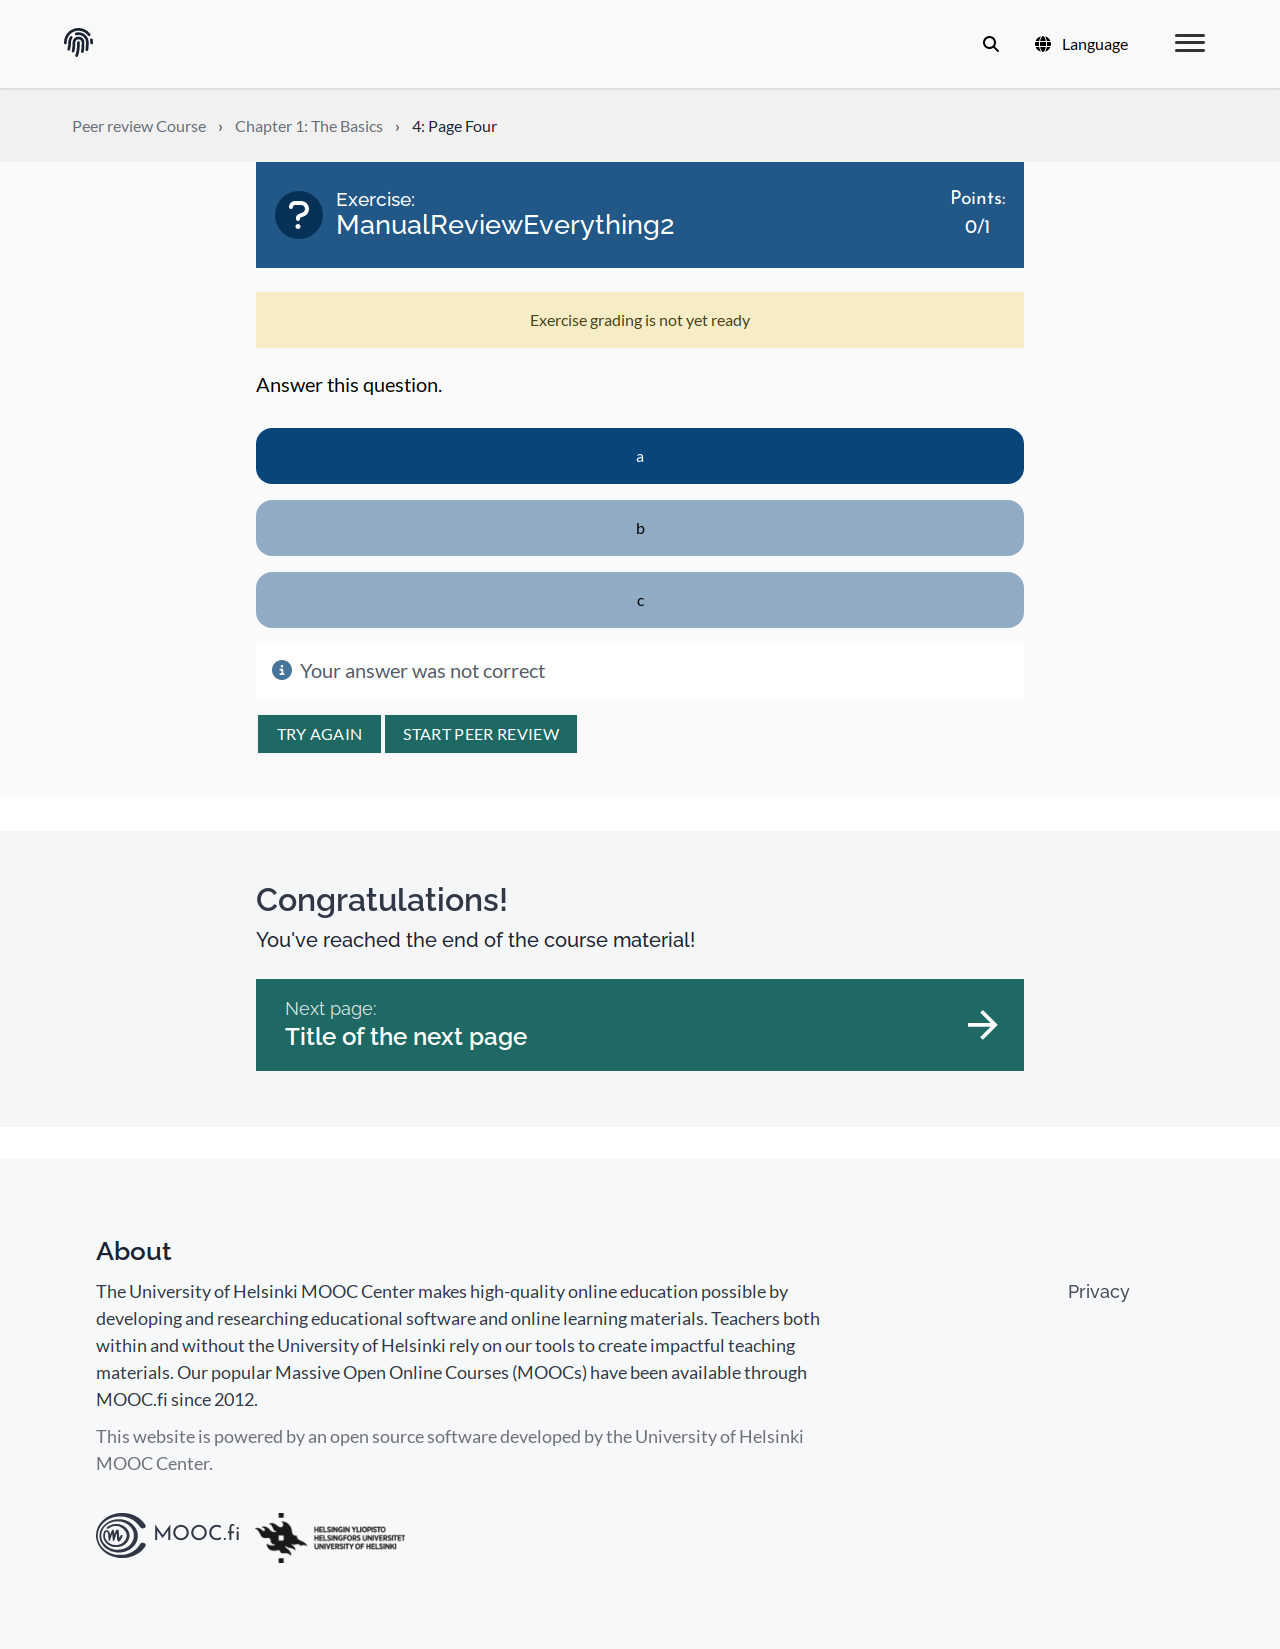 Language
Peer review Course › Chapter 1: The Basics › 4: Page Four
Exercise:
ManualReviewEverything2
Points:
0/1
Exercise grading is not yet ready
Answer this question.
a
b
c
Your answer was not correct
TRY AGAIN
START PEER REVIEW
Congratulations!
You've reached the end of the course material!
Next page:
Title of the next page
About
The University of Helsinki MOOC Center makes high-quality online education possible by
developing and researching educational software and online learning materials. Teachers both
within and without the University of Helsinki rely on our tools to create impactful teaching
materials. Our popular Massive Open Online Courses (MOOCs) have been available through
MOOC.fi since 2012.
This website is powered by an open source software developed by the University of Helsinki
MOOC Center.
Privacy
MOOC.fi
HELSINGIN YLIOPISTO
HELSINGFORS UNIVERSITET
UNIVERSITY OF HELSINKI